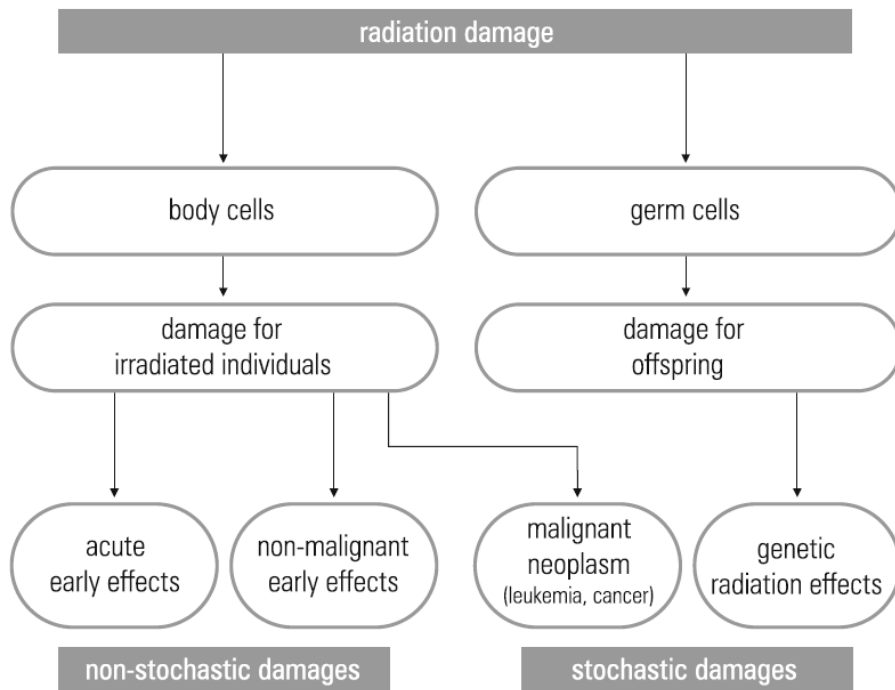 radiation damage
body cells
germ cells
damage for
irradiated individuals
damage for
offspring
acute
early effects
non-malignant
early effects
malignant
neoplasm
(leukemia, cancer)
genetic
radiation effects
non-stochastic damages
stochastic damages